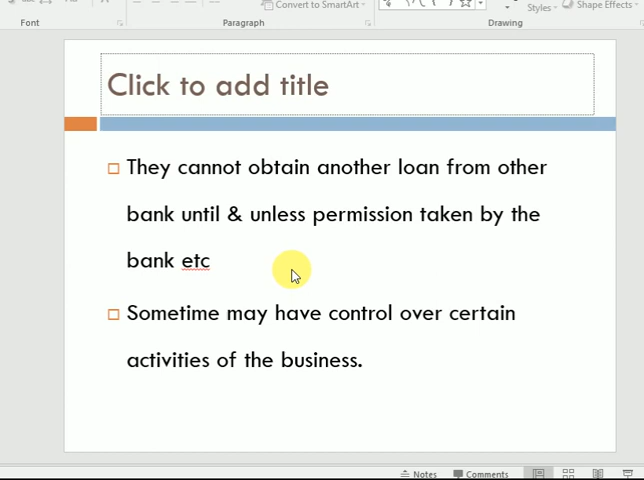 Convert to SmartArt
Styles
Shape Effects
Font
Paragraph
Drawing
Click to add title
They cannot obtain another loan from other
bank until & unless permission taken by the
bank etc
Sometime may have control over certain
activities of the business.
Notes
Comments